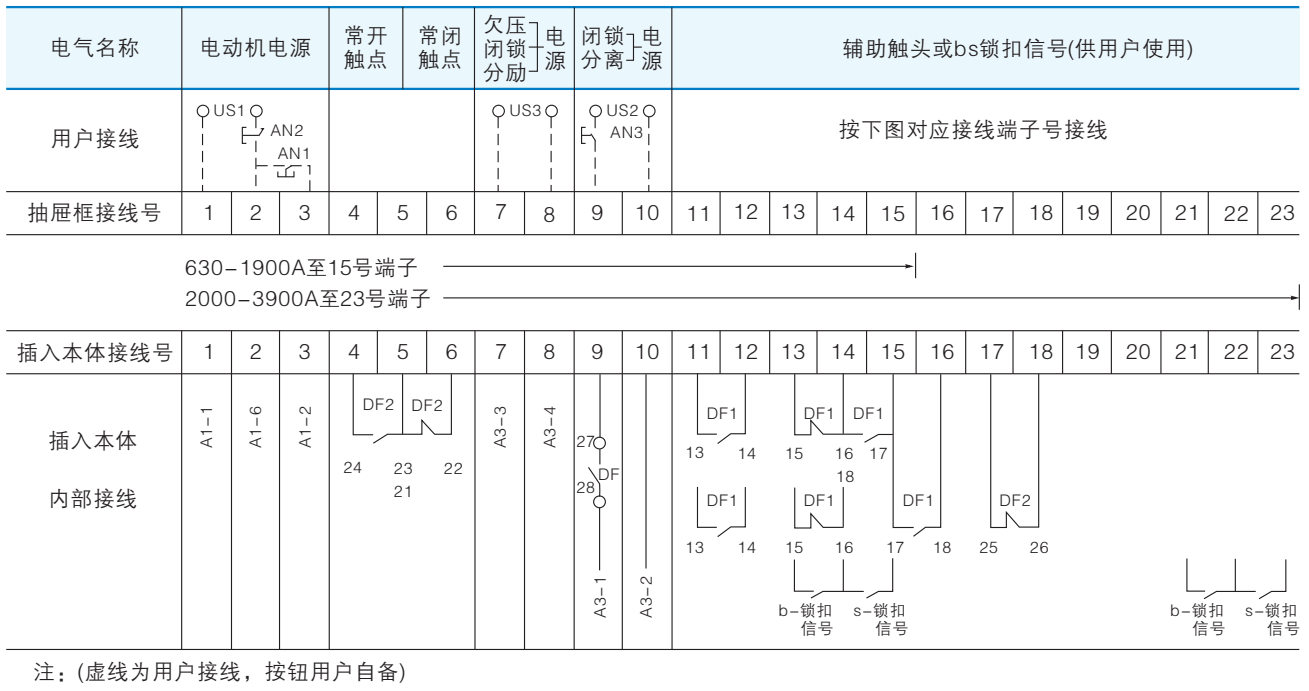 电气名称 电动机电源 常开触点 常闭触点 欠压闭锁分励 电源 闭锁分离 电源 辅助触头或bs锁扣信号(供用户使用)
用户接线 US1 AN2 AN1 US3 US2 AN3 按下图对应接线端子号接线
抽屉框接线号 1 2 3 4 5 6 7 8 9 10 11 12 13 14 15 16 17 18 19 20 21 22 23
630-1900A至15号端子
2000-3900A至23号端子
插入本体接线号 1 2 3 4 5 6 7 8 9 10 11 12 13 14 15 16 17 18 19 20 21 22 23
插入本体
内部接线
A1-1 A1-6 A1-2 DF2 DF2 A3-3 A3-4 27 DF 28 DF1 DF1 DF1
24 23 22 13 14 15 16 17
21 18
DF1 DF1 DF1 DF2
13 14 15 16 17 18 25 26
A3-1 A3-2
b-锁扣 s-锁扣 b-锁扣 s-锁扣
信号 信号 信号 信号
注：(虚线为用户接线，按钮用户自备)